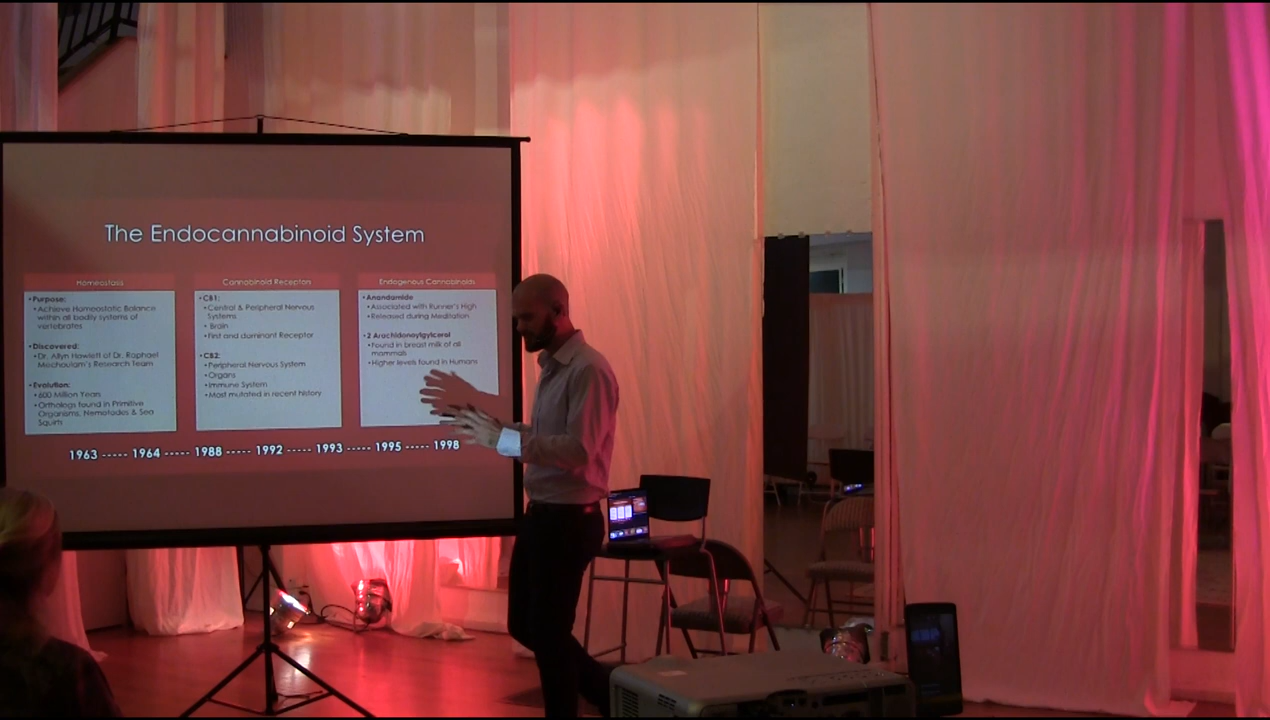 The Endocannabinoid System
Homeostasis
• Purpose:
• Achieve Homeostatic Balance
within all bodily systems of
vertebrates
• Discovered:
• Dr. Allyn Howlett of Dr. Raphael
Mechoulam's Research Team
• Evolution:
• 600 Million Years
• Orthologs found in Primitive
Organisms, Nematodes & Sea
Squirts
Cannabinoid Receptors
• CB1:
• Central & Peripheral Nervous
Systems
• Brain
• First and dominant Receptor
• CB2:
• Peripheral Nervous System
• Organs
• Immune System
• Most mutated in recent history
Endogenous Cannabinoids
• Anandamide
• Associated with Runner's High
• Released during Meditation
• 2 Arachidonoylgylcerol
• Found in breast milk of all
mammals
• Higher levels found in Humans
1963 ----- 1964 ----- 1988 ----- 1992 ----- 1993 ----- 1995 ----- 1998